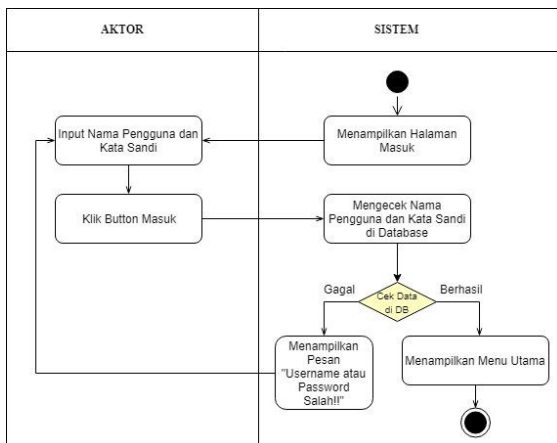 AKTOR
SISTEM
Menampilkan Halaman
Masuk
Input Nama Pengguna dan
Kata Sandi
Klik Button Masuk
Mengecek Nama
Pengguna dan Kata Sandi
di Database
Cek Data
di DB
Gagal
Berhasil
Menampilkan
Pesan
"Username atau
Password
Salah!!"
Menampilkan Menu Utama